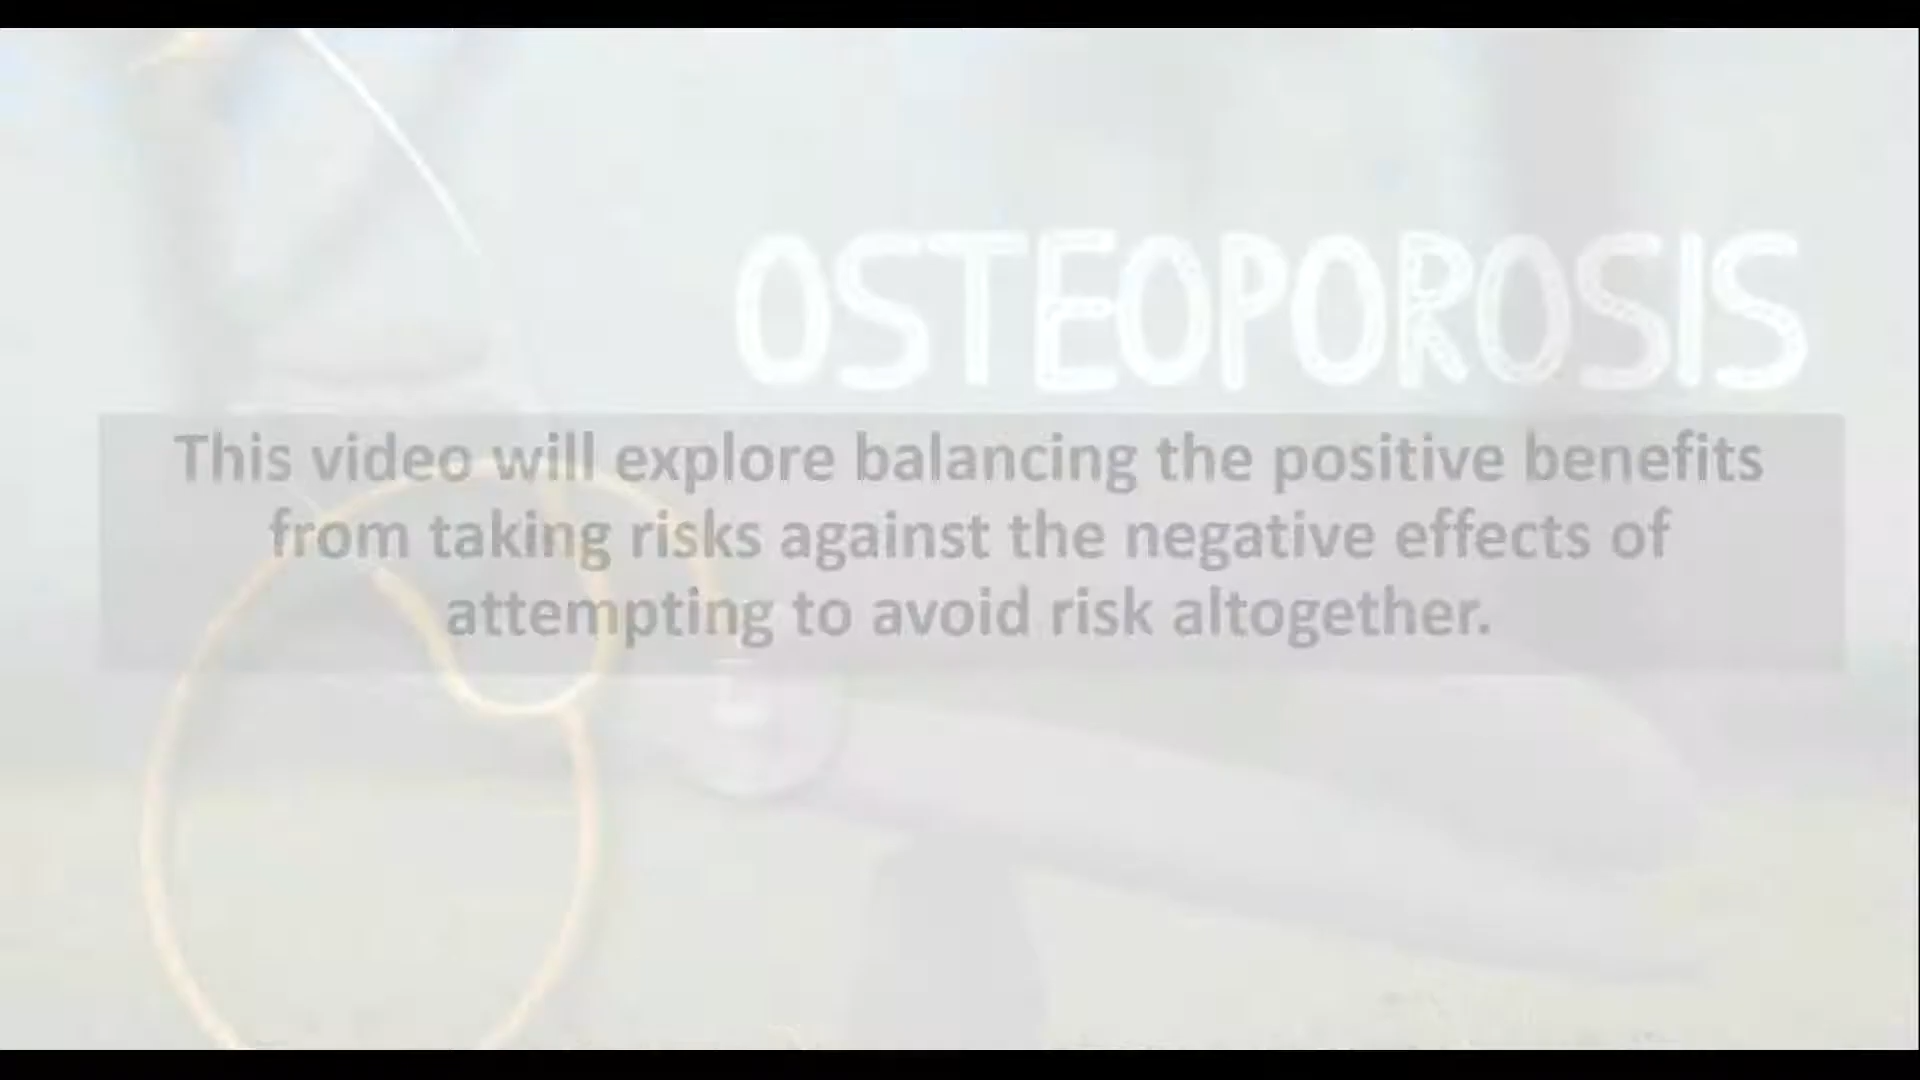 OSTEOPOROSIS
This video will explore balancing the positive benefits
from taking risks against the negative effects of
attempting to avoid risk altogether.